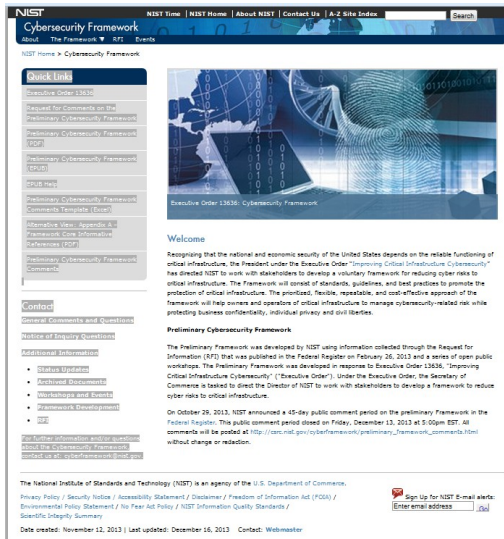 NIST
NIST Time | NIST Home | About NIST | Contact Us | A-Z Site Index
Search
Cybersecurity Framework
About The Framework ▼ RFI Events
NIST Home > Cybersecurity Framework
Quick Links
Executive Order 13636
Request for Comments on the
Preliminary Cybersecurity Framework
Preliminary Cybersecurity Framework
(PDF)
Preliminary Cybersecurity Framework
(EPUB)
EPUB Help
Preliminary Cybersecurity Framework
Comments Template (Excel)
Alternative View: Appendix A -
Framework Core Informative
References (PDF)
Preliminary Cybersecurity Framework
Comments
Contact
General Comments and Questions
Notice of Inquiry Questions
Additional Information
• Status Updates
• Archived Documents
• Workshops and Events
• Framework Development
• RFI
For further information and/or questions
about the Cybersecurity Framework,
contact us at: cyberframework@nist.gov
Executive Order 13636: Cybersecurity Framework
Welcome
Recognizing that the national and economic security of the United States depends on the reliable functioning of
critical infrastructure, the President under the Executive Order "Improving Critical Infrastructure Cybersecurity"
has directed NIST to work with stakeholders to develop a voluntary framework for reducing cyber risks to
critical infrastructure. The Framework will consist of standards, guidelines, and best practices to promote the
protection of critical infrastructure. The prioritized, flexible, repeatable, and cost-effective approach of the
framework will help owners and operators of critical infrastructure to manage cybersecurity-related risk while
protecting business confidentiality, individual privacy and civil liberties.
Preliminary Cybersecurity Framework
The Preliminary Framework was developed by NIST using information collected through the Request for
Information (RFI) that was published in the Federal Register on February 26, 2013 and a series of open public
workshops. The Preliminary Framework was developed in response to Executive Order 13636, "Improving
Critical Infrastructure Cybersecurity" ("Executive Order"). Under the Executive Order, the Secretary of
Commerce is tasked to direct the Director of NIST to work with stakeholders to develop a framework to reduce
cyber risks to critical infrastructure.
On October 29, 2013, NIST announced a 45-day public comment period on the preliminary Framework in the
Federal Register. This public comment period closed on Friday, December 13, 2013 at 5:00pm EST. All
comments will be posted at http://csrc.nist.gov/cyberframework/preliminary_framework_comments.html
without change or redaction.
The National Institute of Standards and Technology (NIST) is an agency of the U.S. Department of Commerce.
Privacy Policy / Security Notice / Accessibility Statement / Disclaimer / Freedom of Information Act (FOIA) /
Environmental Policy Statement / No Fear Act Policy / NIST Information Quality Standards /
Scientific Integrity Summary
Sign Up for NIST E-mail alerts:
Enter email address
Go
Date created: November 12, 2013 | Last updated: December 16, 2013 Contact: Webmaster